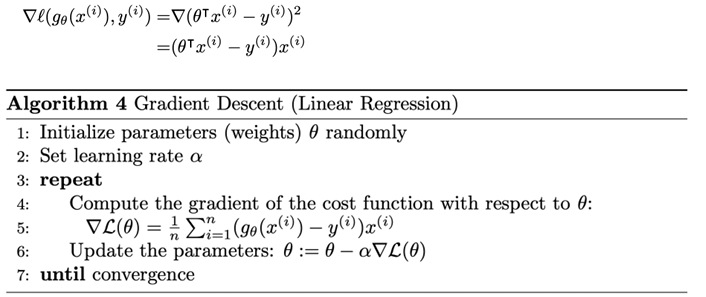 ∇ℓ(g_θ(x^(i)), y^(i)) = ∇(θ^⊤ x^(i) − y^(i))^2
= (θ^⊤ x^(i) − y^(i)) x^(i)
Algorithm 4 Gradient Descent (Linear Regression)
1: Initialize parameters (weights) θ randomly
2: Set learning rate α
3: repeat
4: Compute the gradient of the cost function with respect to θ:
5: ∇ℒ(θ) = 1/n ∑_{i=1}^{n} (g_θ(x^(i)) − y^(i)) x^(i)
6: Update the parameters: θ := θ − α∇ℒ(θ)
7: until convergence